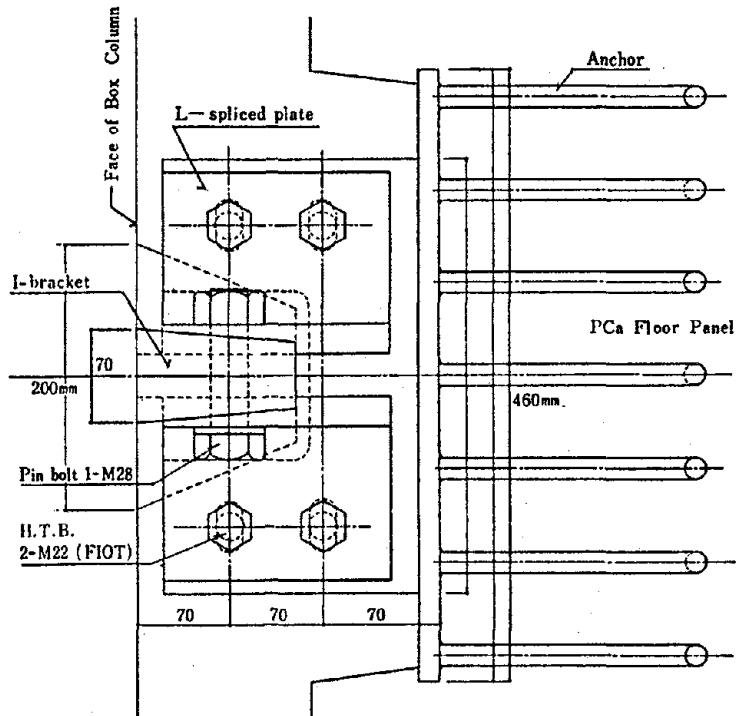 Anchor
L-spliced plate
Face of Box Column
I-bracket
PCa Floor Panel
70
200mm
460mm.
Pin bolt 1-M28
H.T.B.
2-M22 (F10T)
70 70 70